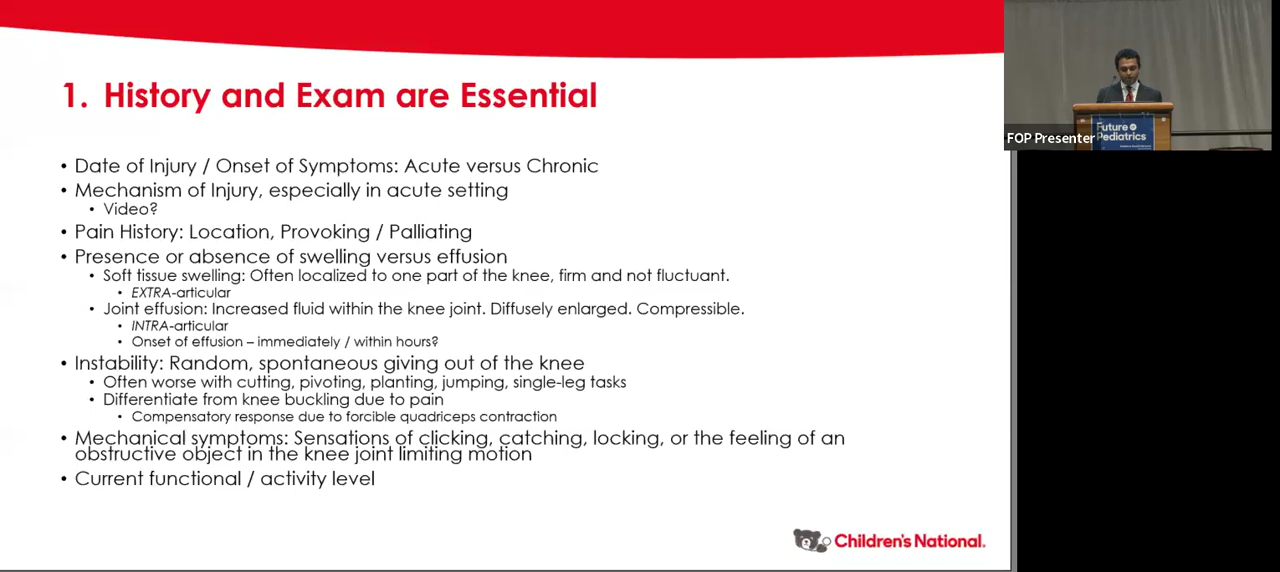 1. History and Exam are Essential
• Date of Injury / Onset of Symptoms: Acute versus Chronic
• Mechanism of Injury, especially in acute setting
• Video?
• Pain History: Location, Provoking / Palliating
• Presence or absence of swelling versus effusion
• Soft tissue swelling: Often localized to one part of the knee, firm and not fluctuant.
• EXTRA-articular
• Joint effusion: Increased fluid within the knee joint. Diffusely enlarged. Compressible.
• INTRA-articular
• Onset of effusion – immediately / within hours?
• Instability: Random, spontaneous giving out of the knee
• Often worse with cutting, pivoting, planting, jumping, single-leg tasks
• Differentiate from knee buckling due to pain
• Compensatory response due to forcible quadriceps contraction
• Mechanical symptoms: Sensations of clicking, catching, locking, or the feeling of an
obstructive object in the knee joint limiting motion
• Current functional / activity level
Children's National.
FOP Presenter
Future
Pediatrics